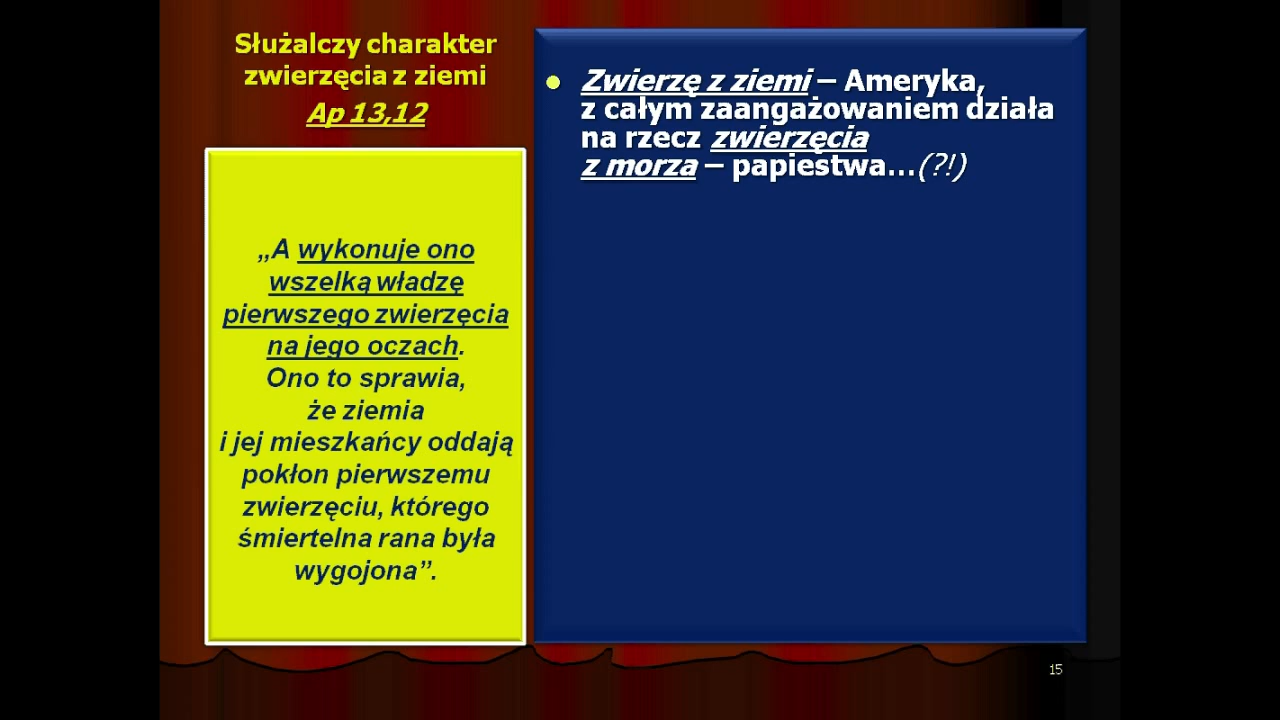 Służalczy charakter
zwierzęcia z ziemi
Ap 13,12
„A wykonuje ono
wszelką władzę
pierwszego zwierzęcia
na jego oczach.
Ono to sprawia,
że ziemia
i jej mieszkańcy oddają
pokłon pierwszemu
zwierzęciu, którego
śmiertelna rana była
wygojona”.
● Zwierzę z ziemi – Ameryka,
z całym zaangażowaniem działa
na rzecz zwierzęcia
z morza – papiestwa...(?!)
15